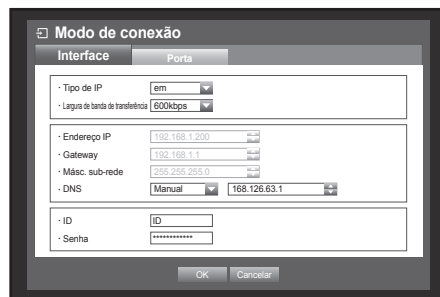 Modo de conexão
Interface Porta
· Tipo de IP em
· Largura de banda de transferência 600kbps
· Endereço IP 192.168.1.200
· Gateway 192.168.1.1
· Másc. sub-rede 255.255.255.0
· DNS Manual 168.126.63.1
· ID ID
· Senha ************
OK Cancelar